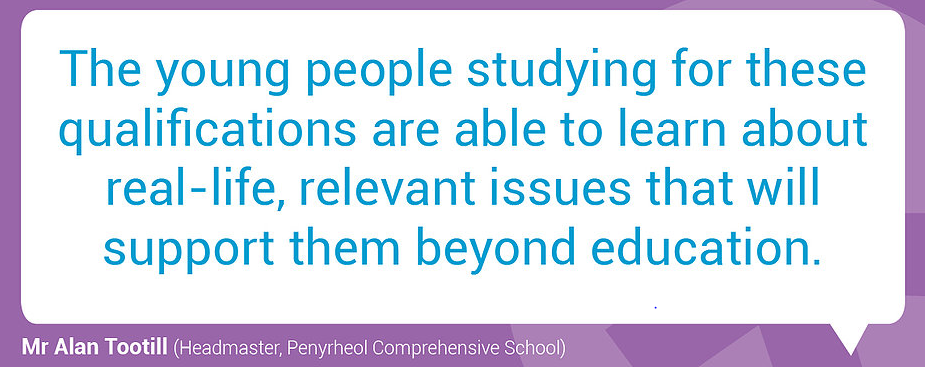 The young people studying for these
qualifications are able to learn about
real-life, relevant issues that will
support them beyond education.
Mr Alan Tootill (Headmaster, Penyrheol Comprehensive School)